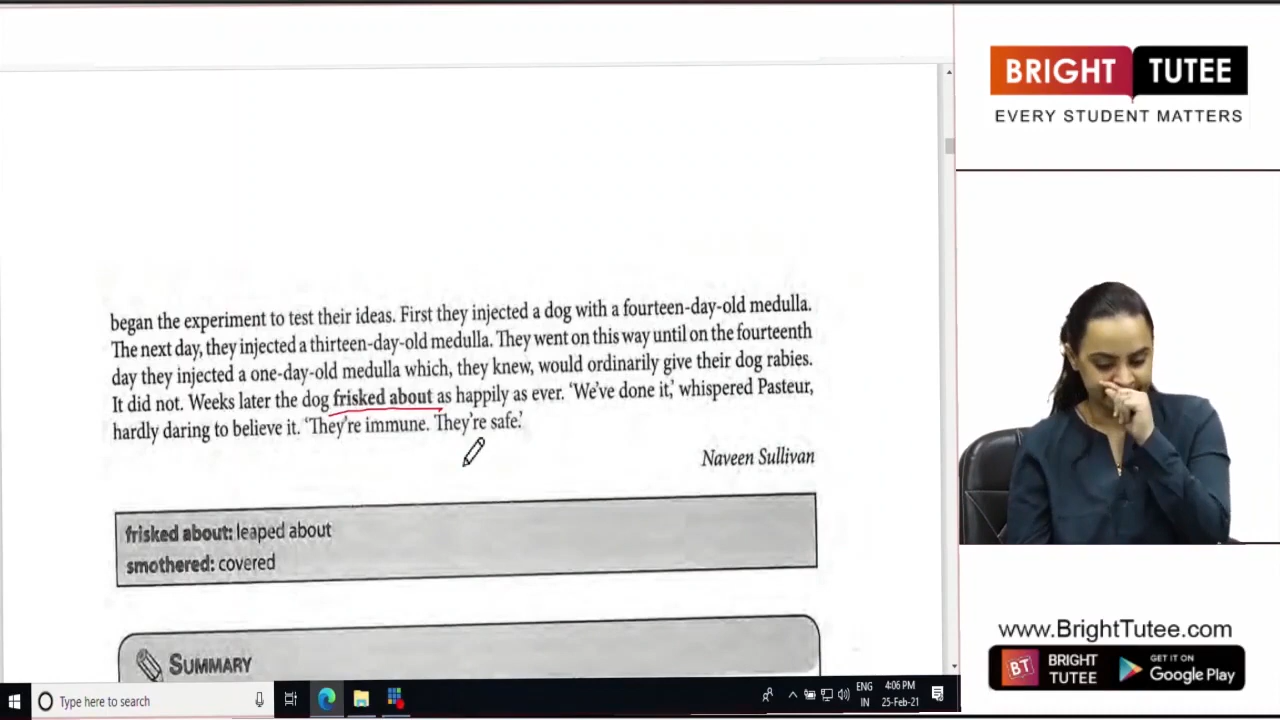 BRIGHT TUTEE
EVERY STUDENT MATTERS
began the experiment to test their ideas. First they injected a dog with a fourteen-day-old medulla.
The next day, they injected a thirteen-day-old medulla. They went on this way until on the fourteenth
day they injected a one-day-old medulla which, they knew, would ordinarily give their dog rabies.
It did not. Weeks later the dog frisked about as happily as ever. ‘We’ve done it,’ whispered Pasteur,
hardly daring to believe it. ‘They’re immune. They’re safe.’
Naveen Sullivan
frisked about: leaped about
smothered: covered
SUMMARY
www.BrightTutee.com
BT
BRIGHT
TUTEE
GET IT ON
Google Play
Type here to search
ENG
IN
4:06 PM
25-Feb-21